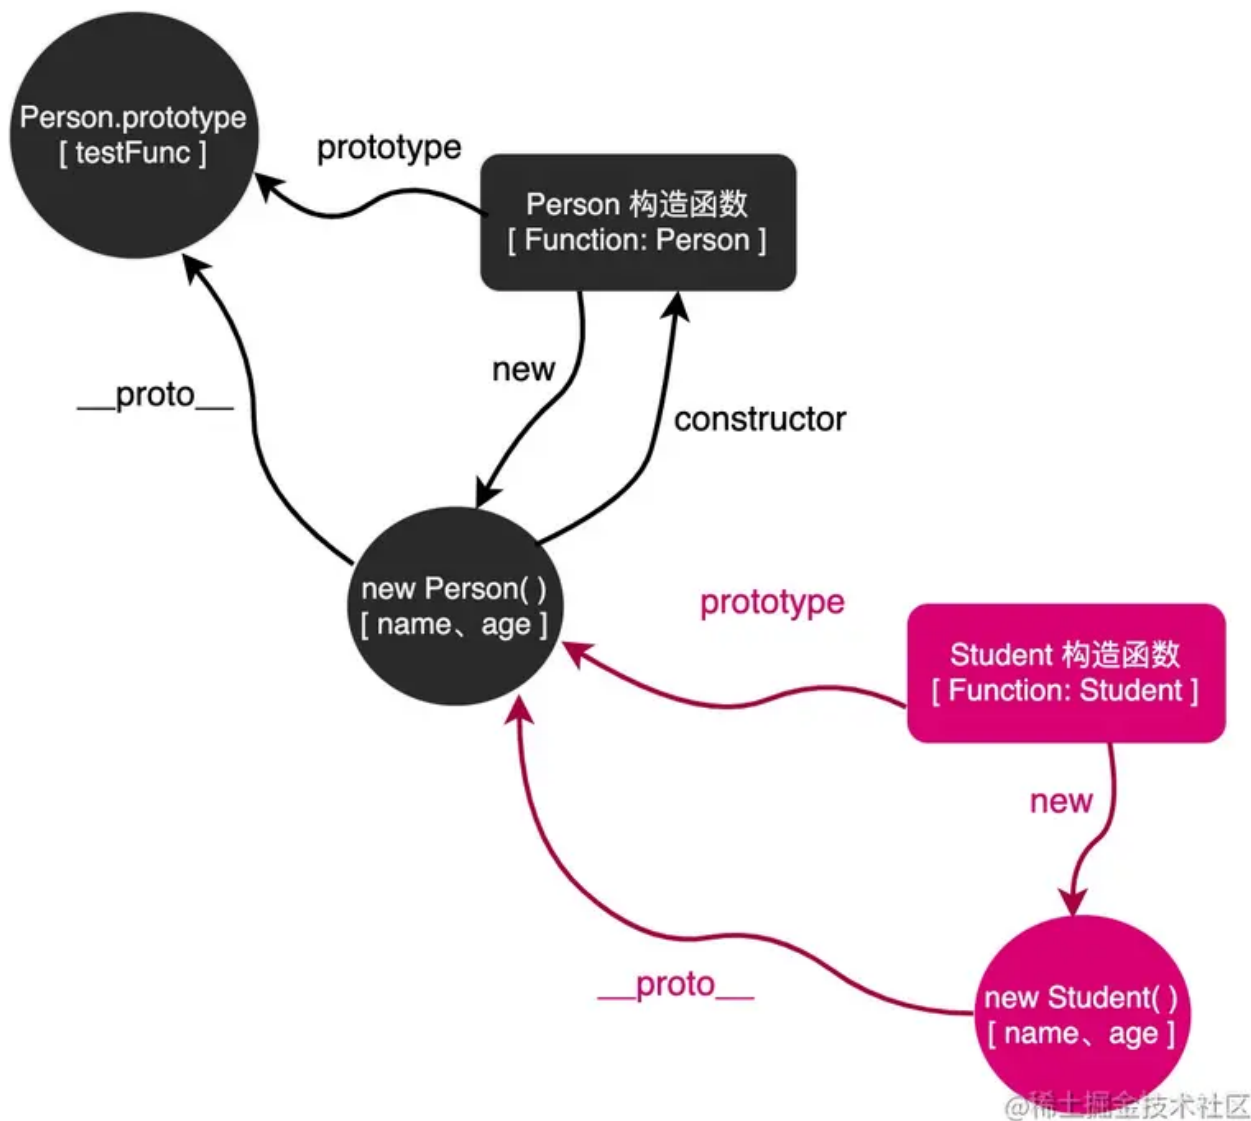 Person.prototype
[ testFunc ]
prototype
Person 构造函数
[ Function: Person ]
new
__proto__
constructor
new Person( )
[ name、age ]
prototype
Student 构造函数
[ Function: Student ]
new
__proto__
new Student( )
[ name、age ]
@稀土掘金技术社区